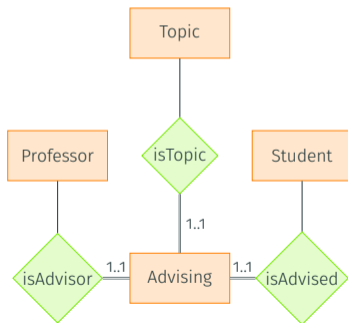 Topic
Professor
isTopic
Student
1..1
isAdvisor
1..1
Advising
1..1
isAdvised